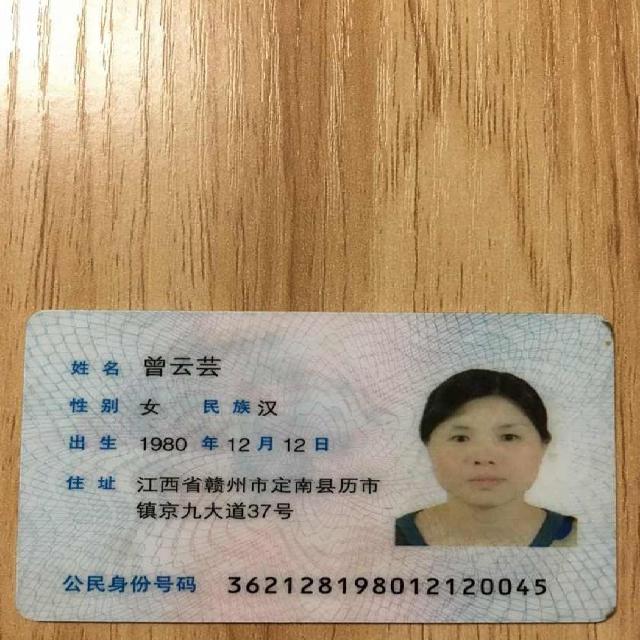 姓名 曾云芸
性别 女 民族 汉
出生 1980 年 12 月 12 日
住址 江西省赣州市定南县历市
镇京九大道37号
公民身份号码 362128198012120045